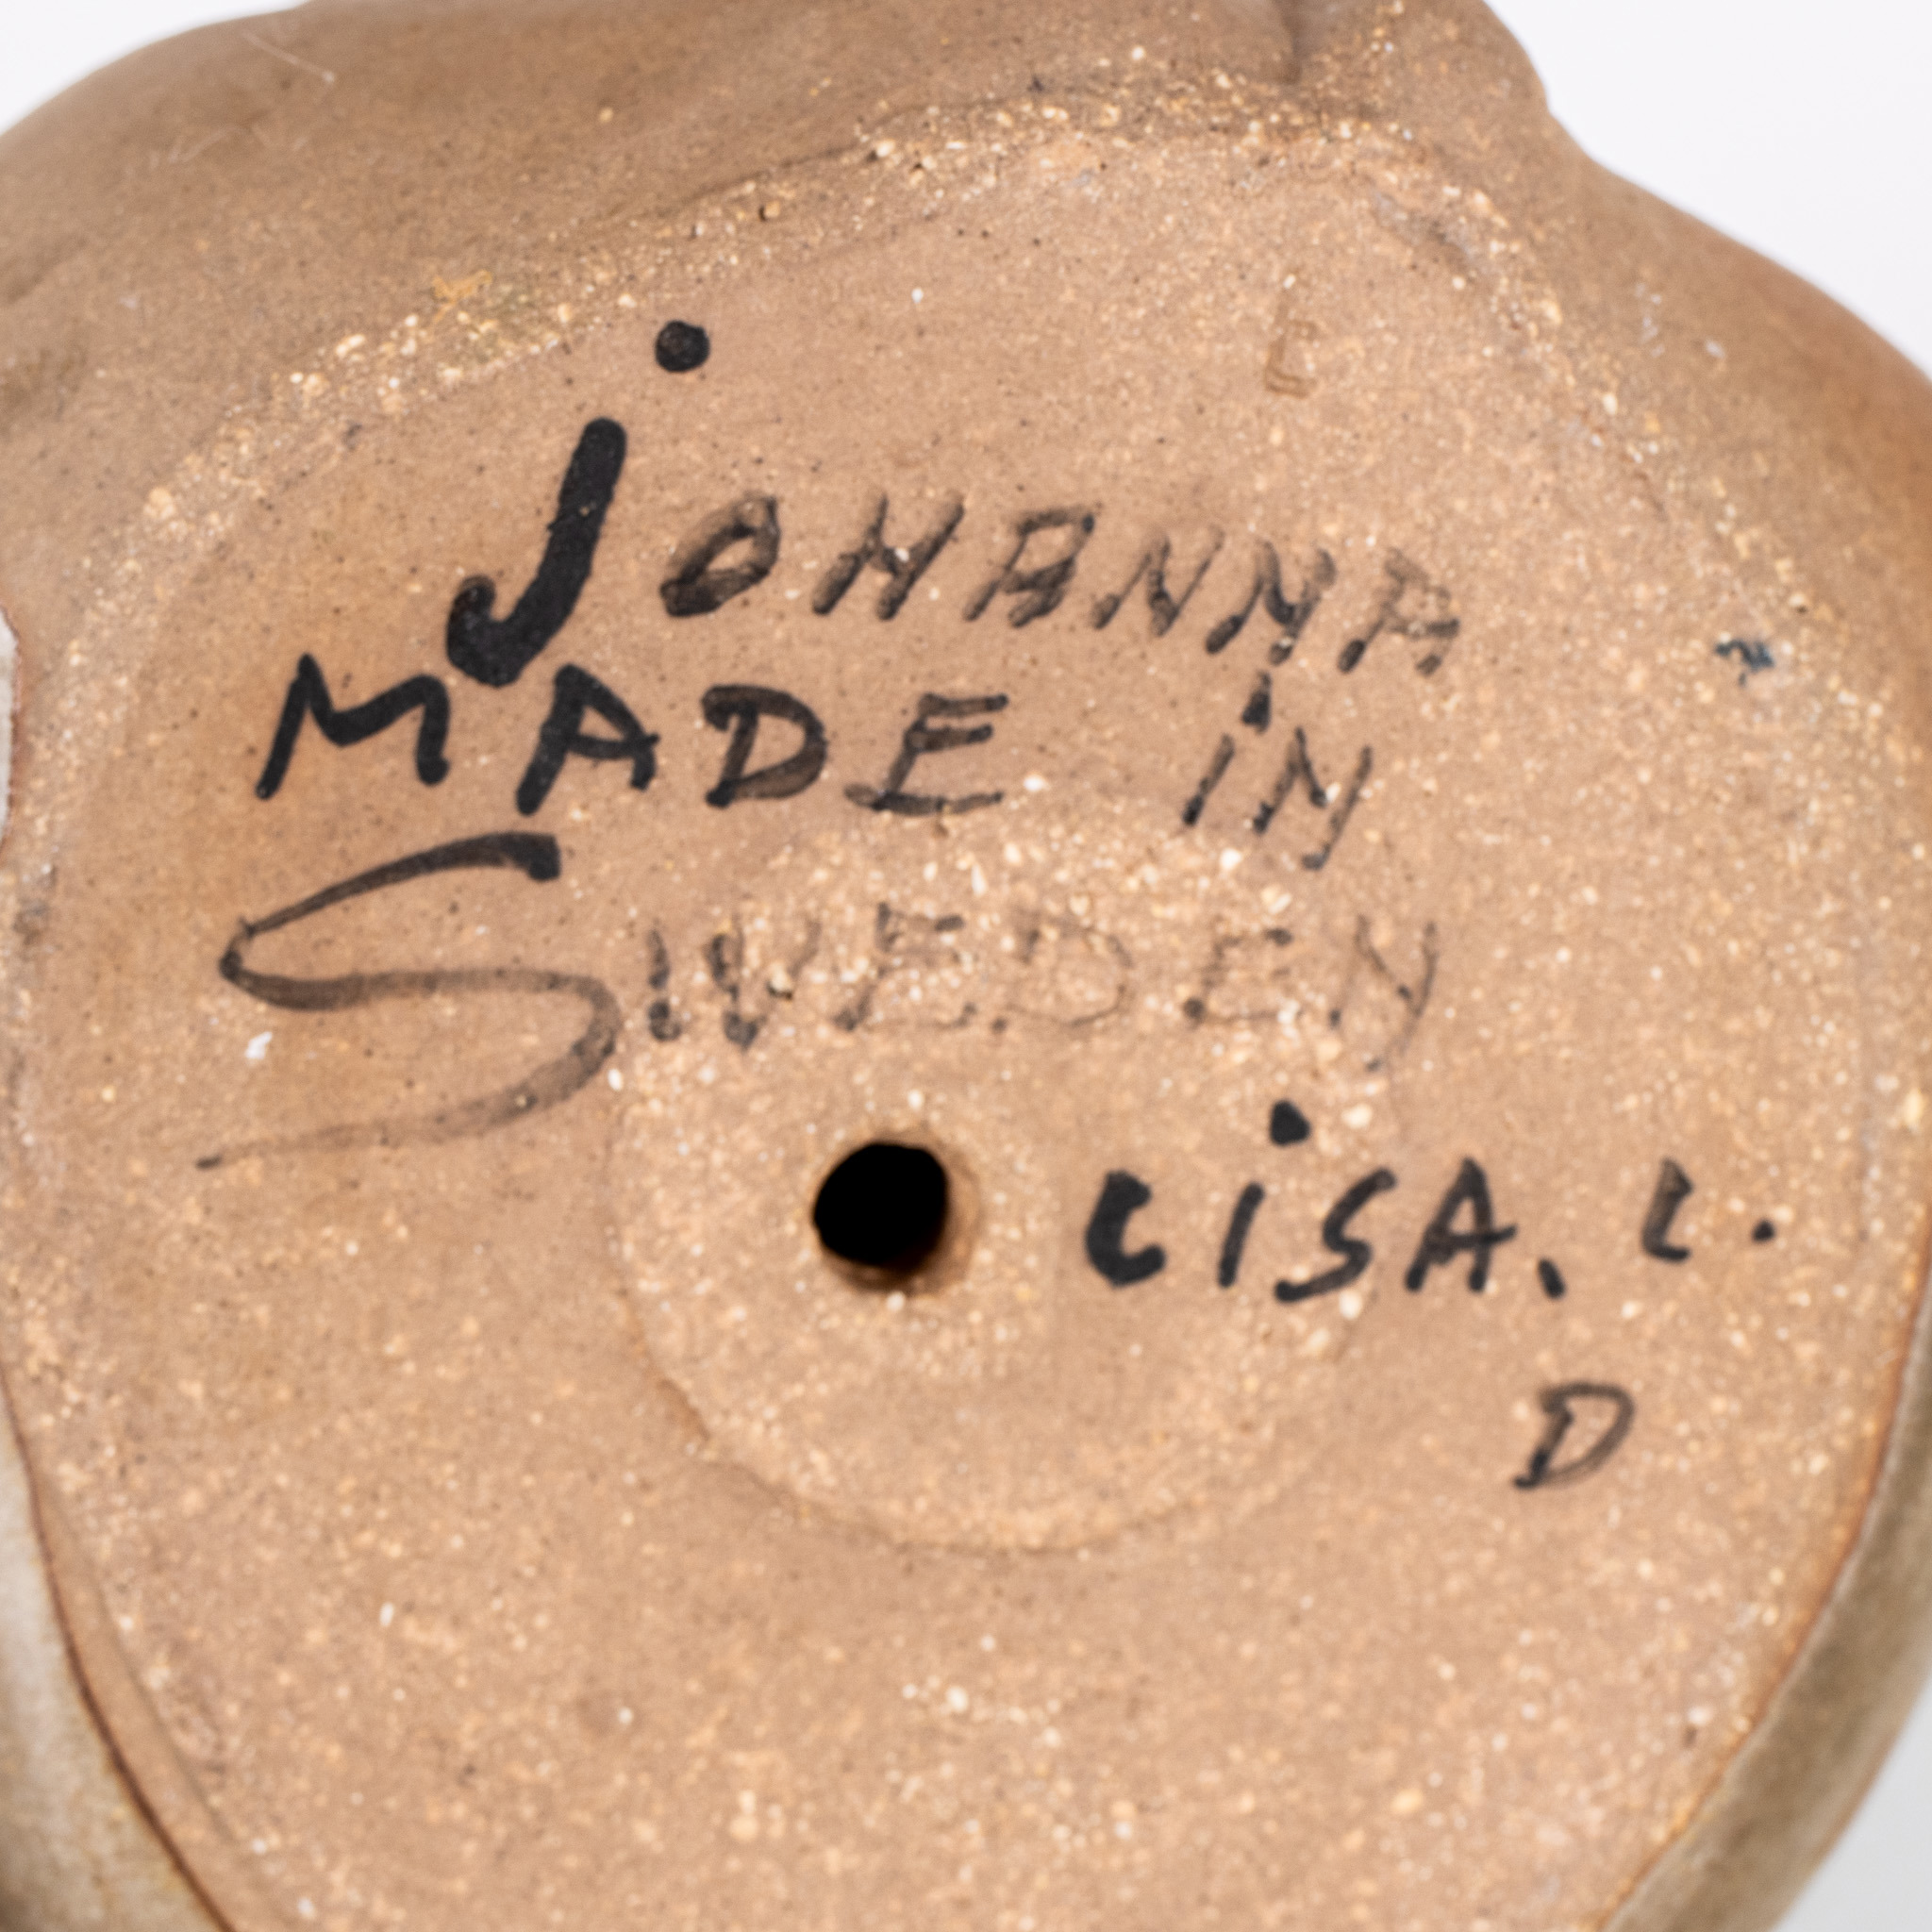 JOHANNA
MADE iN
SWEDEN
LiSA. L.
D